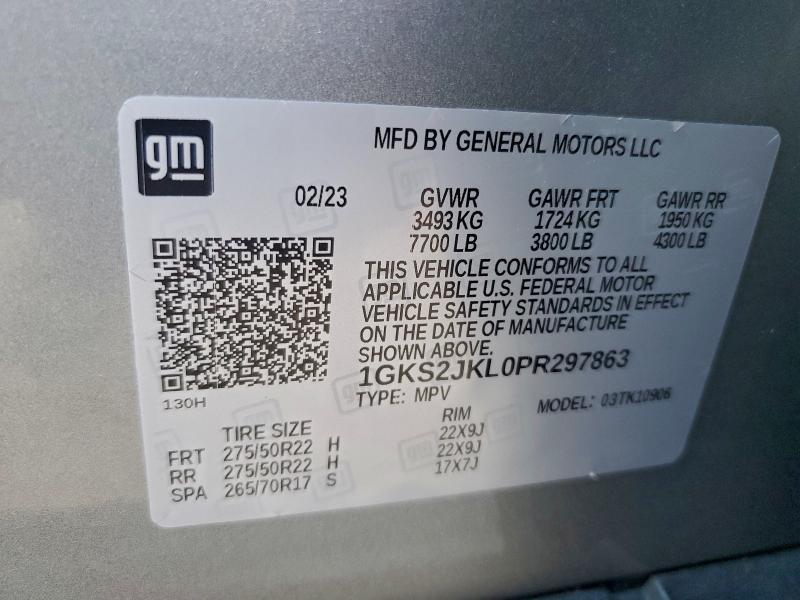 gm
MFD BY GENERAL MOTORS LLC
02/23 GVWR GAWR FRT GAWR RR
3493 KG 1724 KG 1950 KG
7700 LB 3800 LB 4300 LB
THIS VEHICLE CONFORMS TO ALL
APPLICABLE U.S. FEDERAL MOTOR
VEHICLE SAFETY STANDARDS IN EFFECT
ON THE DATE OF MANUFACTURE
SHOWN ABOVE.
1GKS2JKL0PR297863
130H
TYPE: MPV MODEL: 03TK10906
TIRE SIZE RIM
FRT 275/50R22 H 22X9J
RR 275/50R22 H 22X9J
SPA 265/70R17 S 17X7J